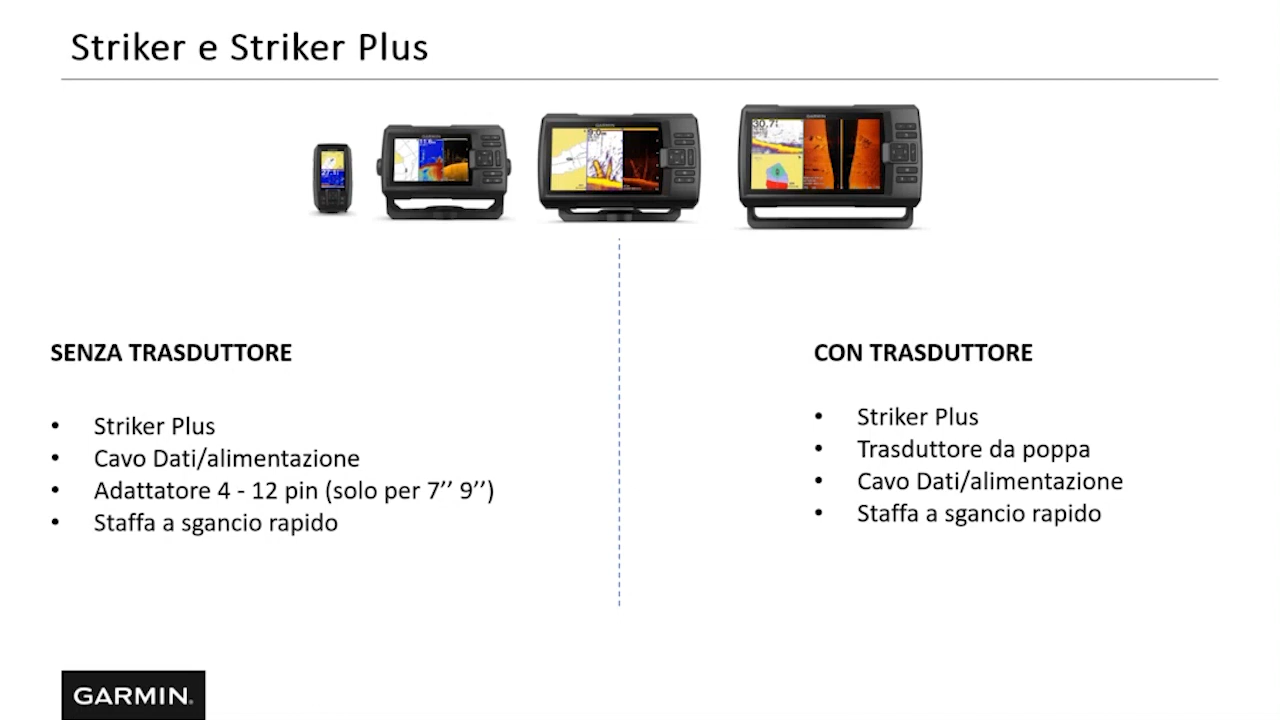 Striker e Striker Plus
SENZA TRASDUTTORE
• Striker Plus
• Cavo Dati/alimentazione
• Adattatore 4 - 12 pin (solo per 7’’ 9’’)
• Staffa a sgancio rapido
CON TRASDUTTORE
• Striker Plus
• Trasduttore da poppa
• Cavo Dati/alimentazione
• Staffa a sgancio rapido
GARMIN.